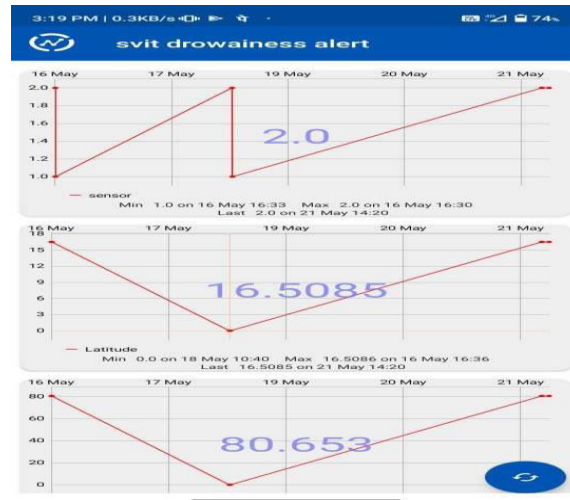 3:19 PM | 0.3KB/s
74%
svit drowainess alert
16 May 17 May 19 May 20 May 21 May
2.0
1.8
1.6
1.4
1.2
1.0
2.0
sensor
Min 1.0 on 16 May 16:33 Max 2.0 on 16 May 16:30
Last 2.0 on 21 May 14:20
16 May 17 May 19 May 20 May 21 May
18
15
12
9
6
3
0
16.5085
Latitude
Min 0.0 on 18 May 10:40 Max 16.5086 on 16 May 16:36
Last 16.5085 on 21 May 14:20
16 May 17 May 19 May 20 May 21 May
80
60
40
20
0
80.653